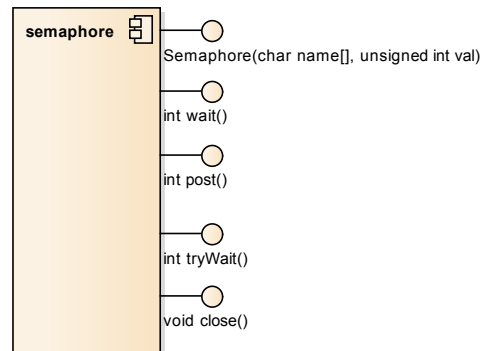 semaphore
Semaphore(char name[], unsigned int val)
int wait()
int post()
int tryWait()
void close()